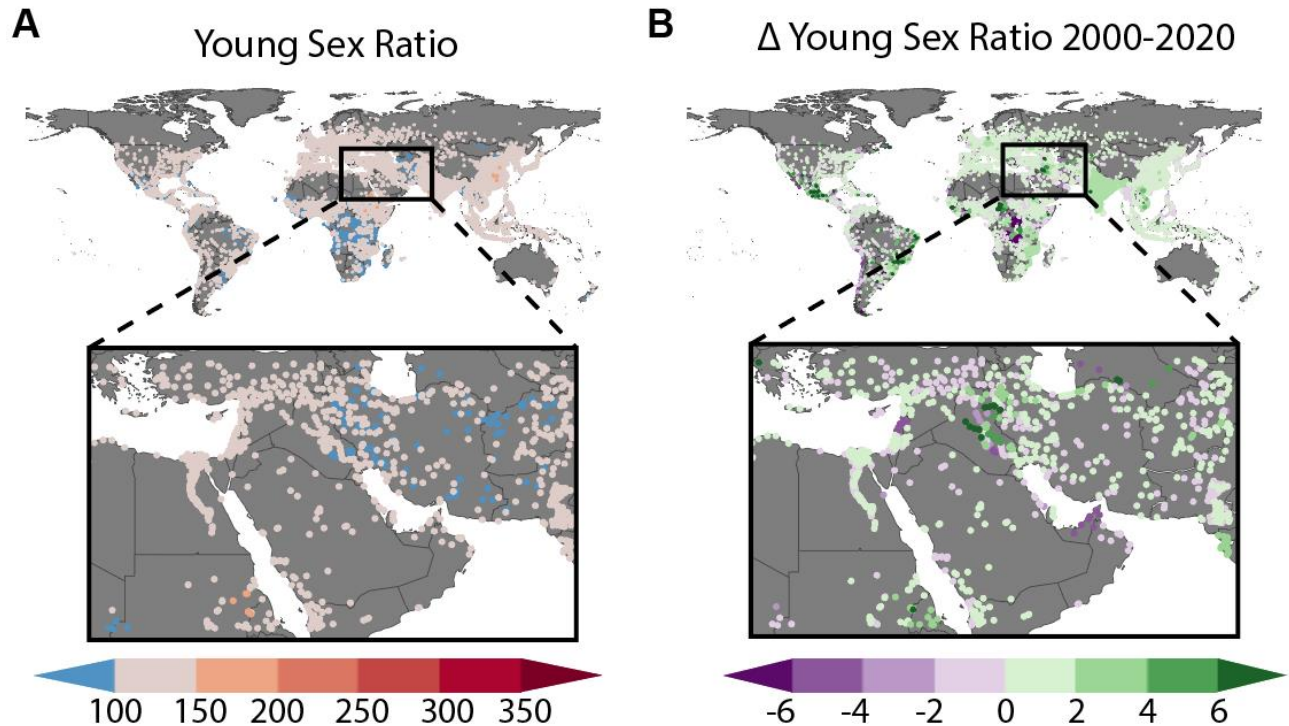 A
Young Sex Ratio
100 150 200 250 300 350
B
Δ Young Sex Ratio 2000-2020
-6 -4 -2 0 2 4 6